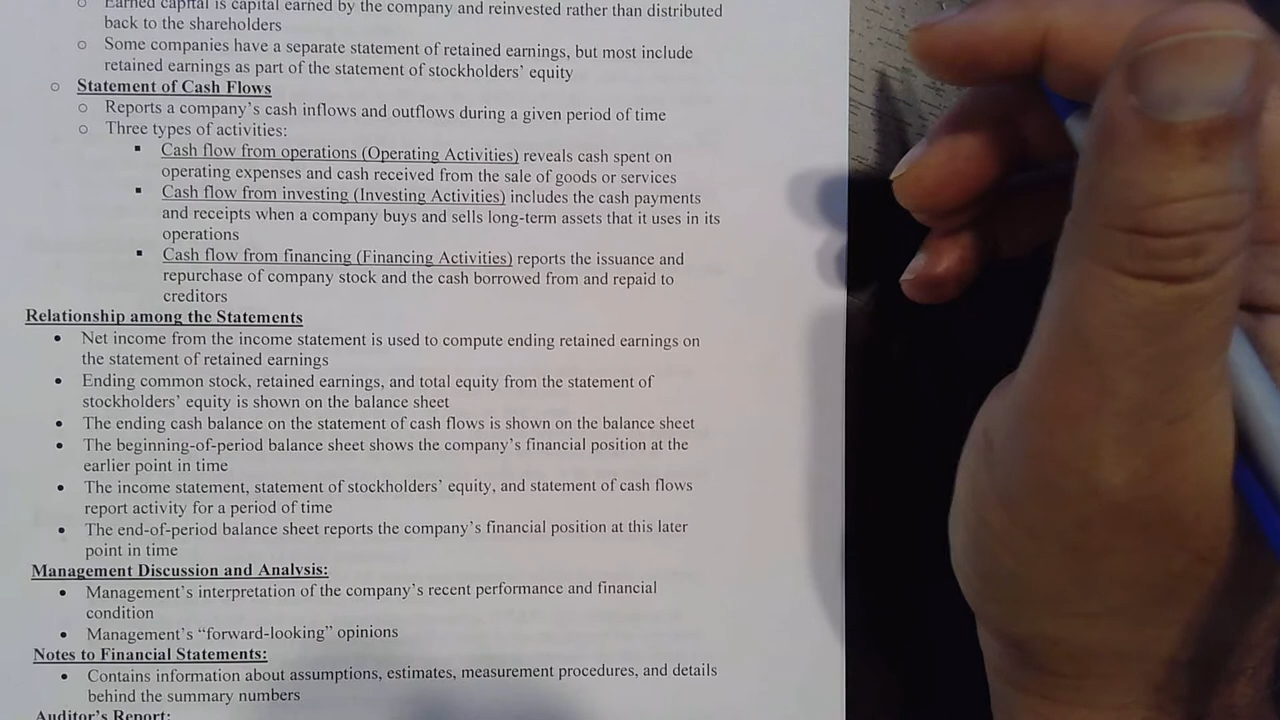 ○ Earned capital is capital earned by the company and reinvested rather than distributed
back to the shareholders
○ Some companies have a separate statement of retained earnings, but most include
retained earnings as part of the statement of stockholders' equity
○ Statement of Cash Flows
○ Reports a company's cash inflows and outflows during a given period of time
○ Three types of activities:
▪ Cash flow from operations (Operating Activities) reveals cash spent on
operating expenses and cash received from the sale of goods or services
▪ Cash flow from investing (Investing Activities) includes the cash payments
and receipts when a company buys and sells long-term assets that it uses in its
operations
▪ Cash flow from financing (Financing Activities) reports the issuance and
repurchase of company stock and the cash borrowed from and repaid to
creditors
Relationship among the Statements
• Net income from the income statement is used to compute ending retained earnings on
the statement of retained earnings
• Ending common stock, retained earnings, and total equity from the statement of
stockholders' equity is shown on the balance sheet
• The ending cash balance on the statement of cash flows is shown on the balance sheet
• The beginning-of-period balance sheet shows the company's financial position at the
earlier point in time
• The income statement, statement of stockholders' equity, and statement of cash flows
report activity for a period of time
• The end-of-period balance sheet reports the company's financial position at this later
point in time
Management Discussion and Analysis:
• Management's interpretation of the company's recent performance and financial
condition
• Management's “forward-looking” opinions
Notes to Financial Statements:
• Contains information about assumptions, estimates, measurement procedures, and details
behind the summary numbers
Auditor's Report: